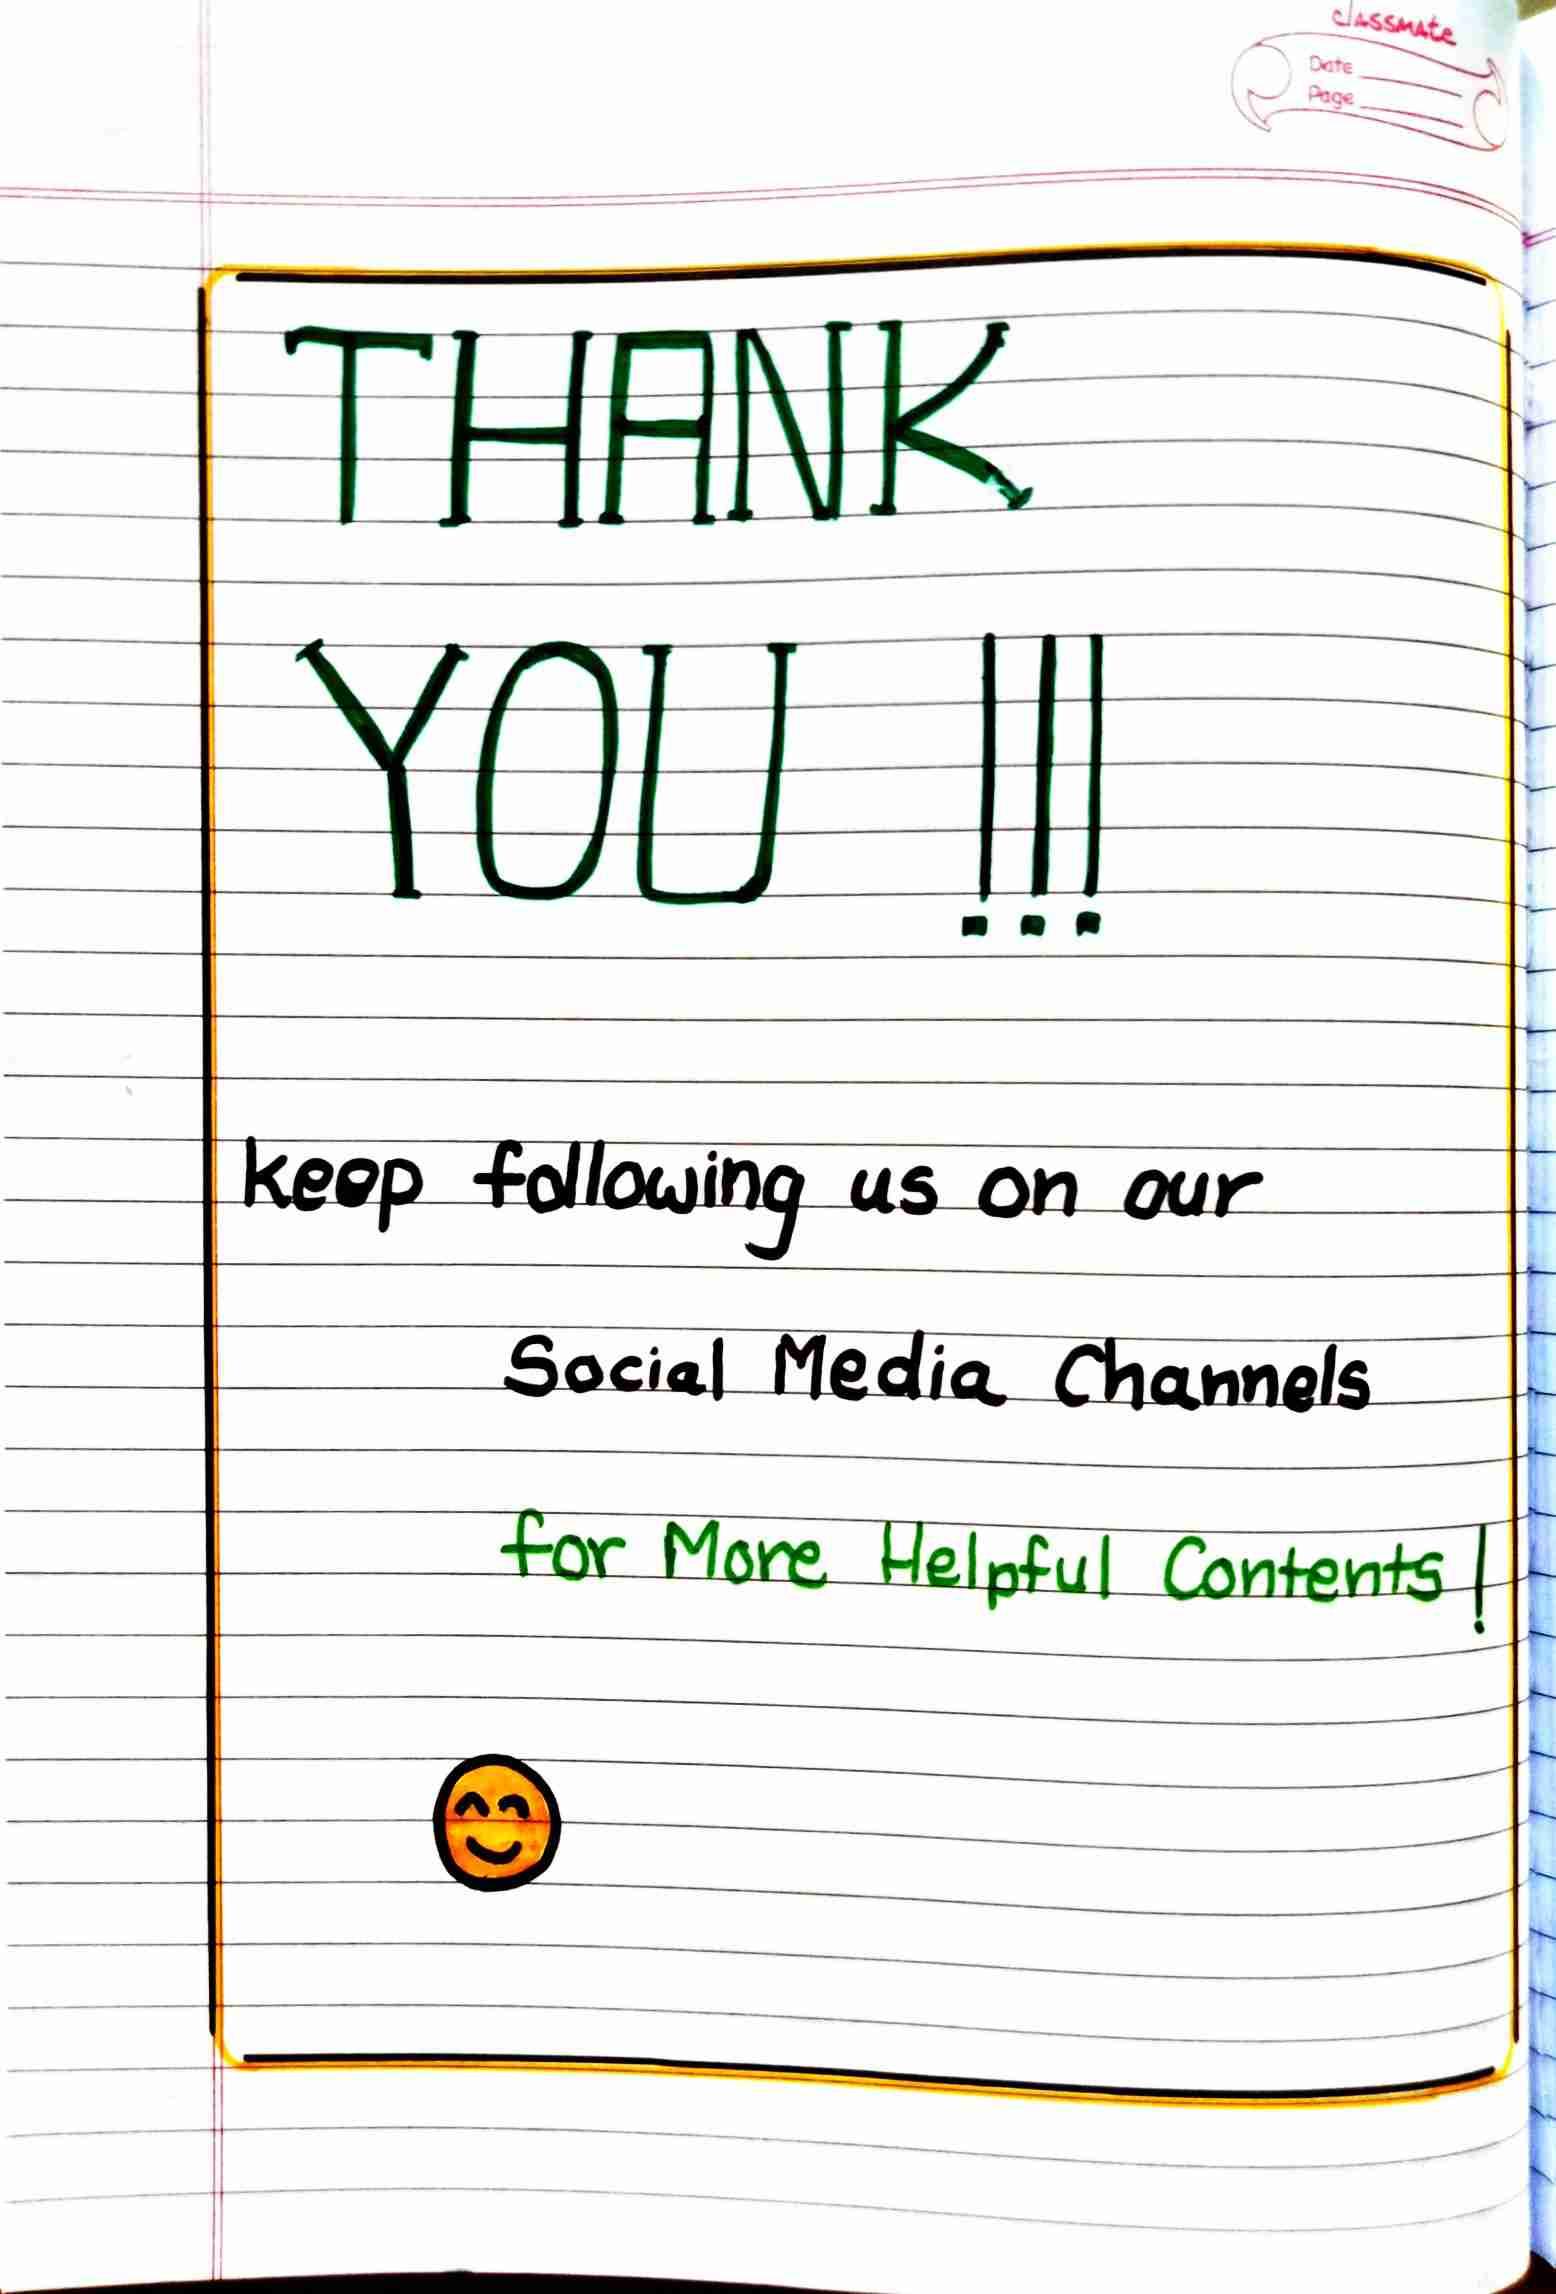 classmate
Date
Page
THANK
YOU !!!
keep following us on our
Social Media Channels
for More Helpful Contents!